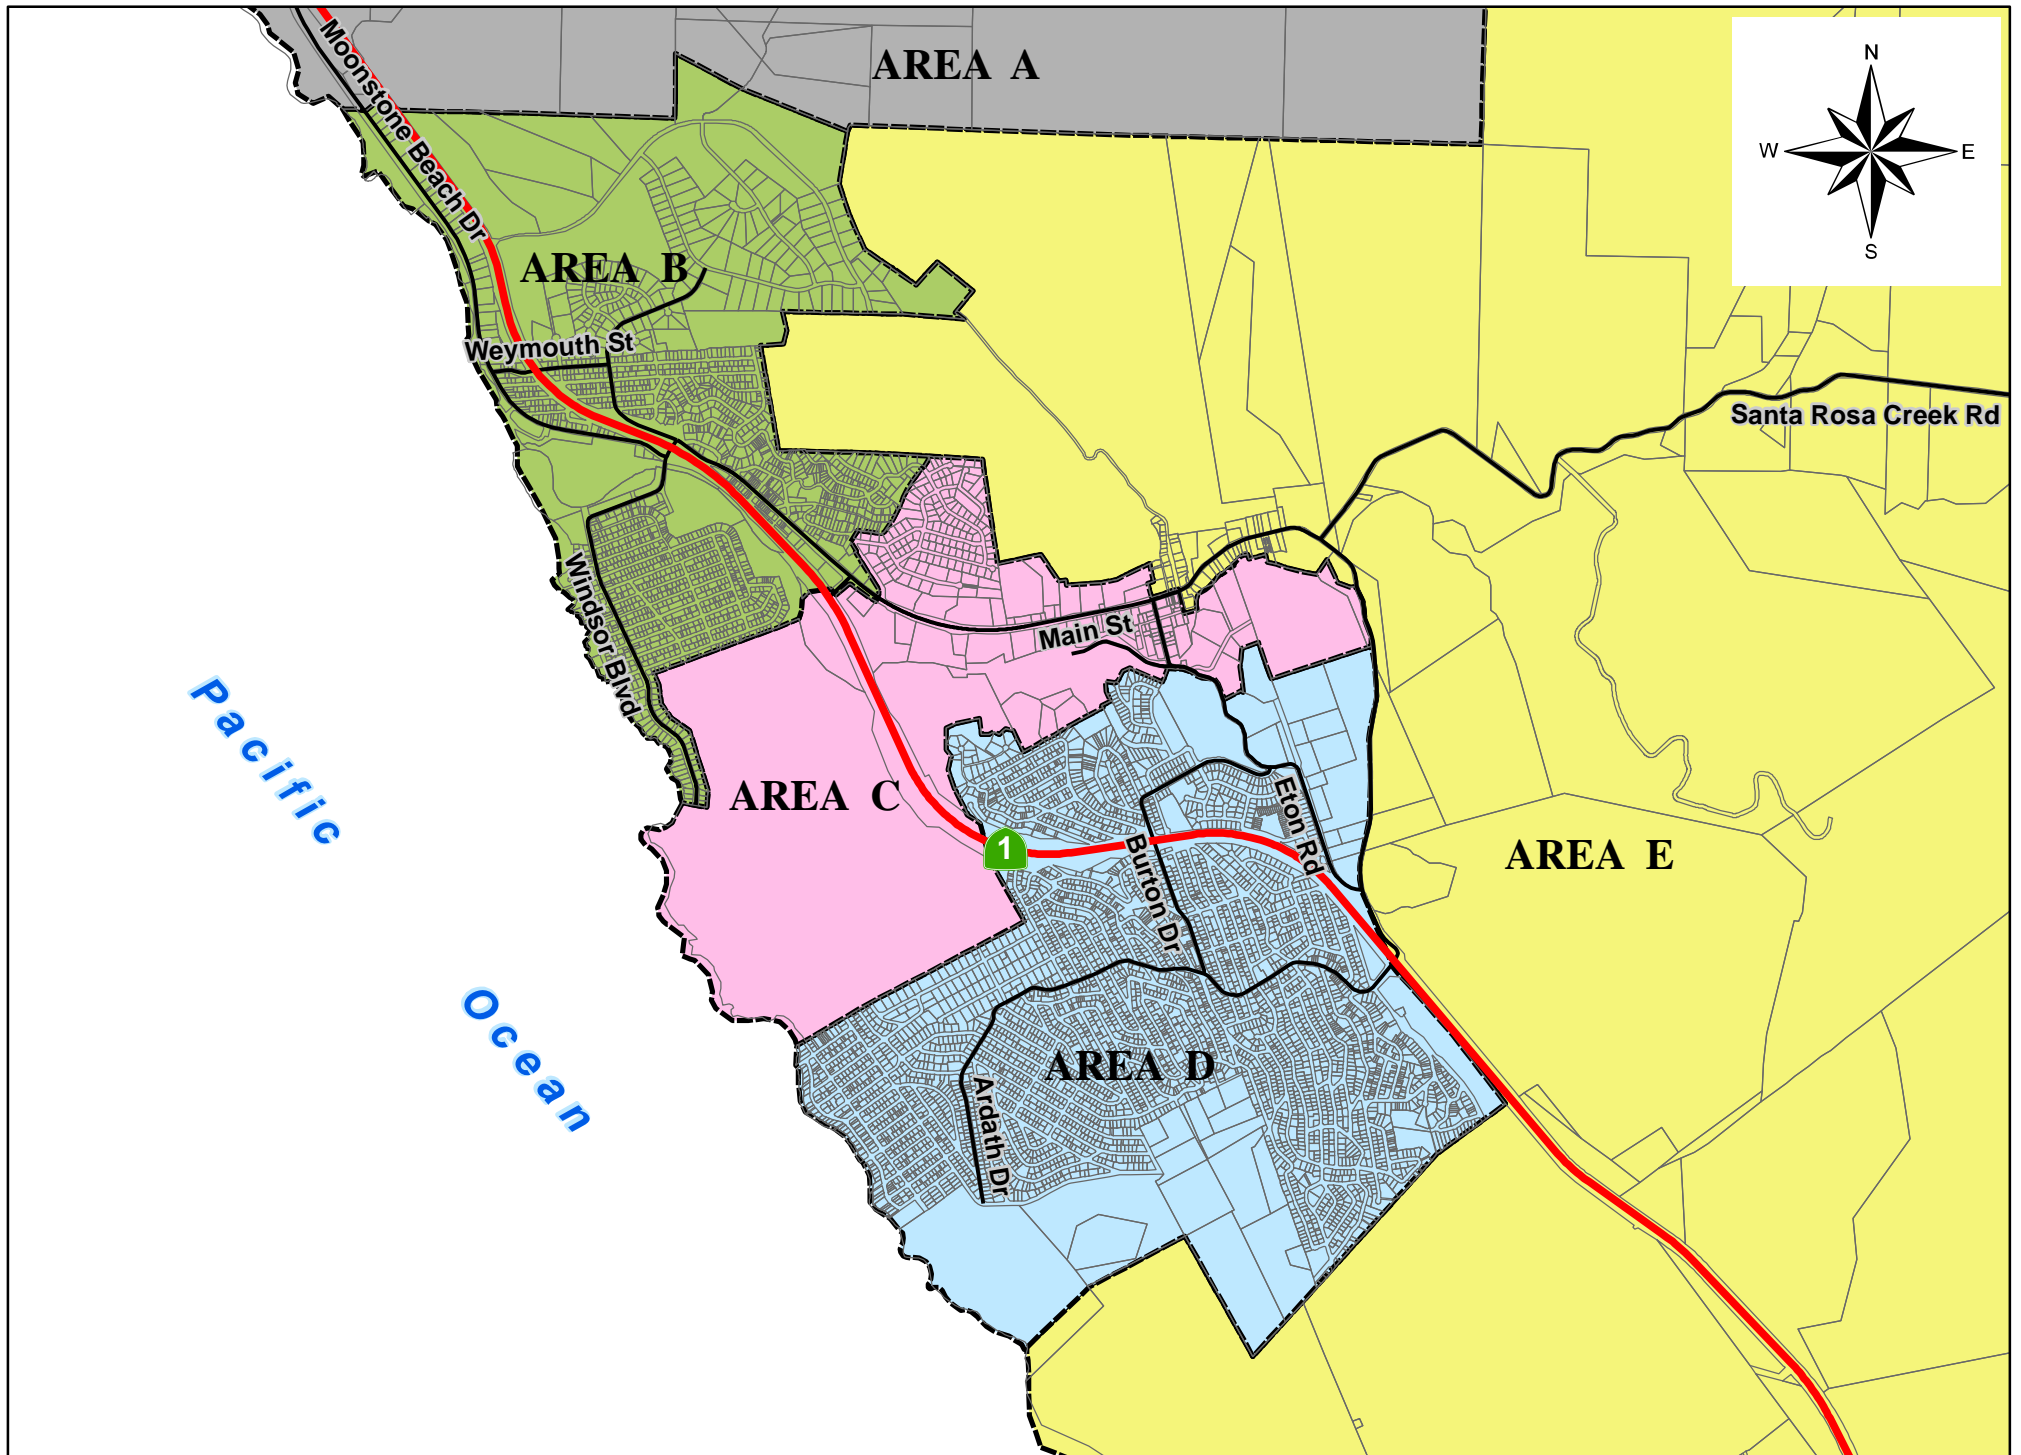 AREA A
N
W
E
S
Moonstone Beach Dr
AREA B
Weymouth St
Santa Rosa Creek Rd
Windsor Blvd
Main St
Pacific
Ocean
AREA C
1
Eton Rd
Burton Dr
AREA E
AREA D
Ardath Dr